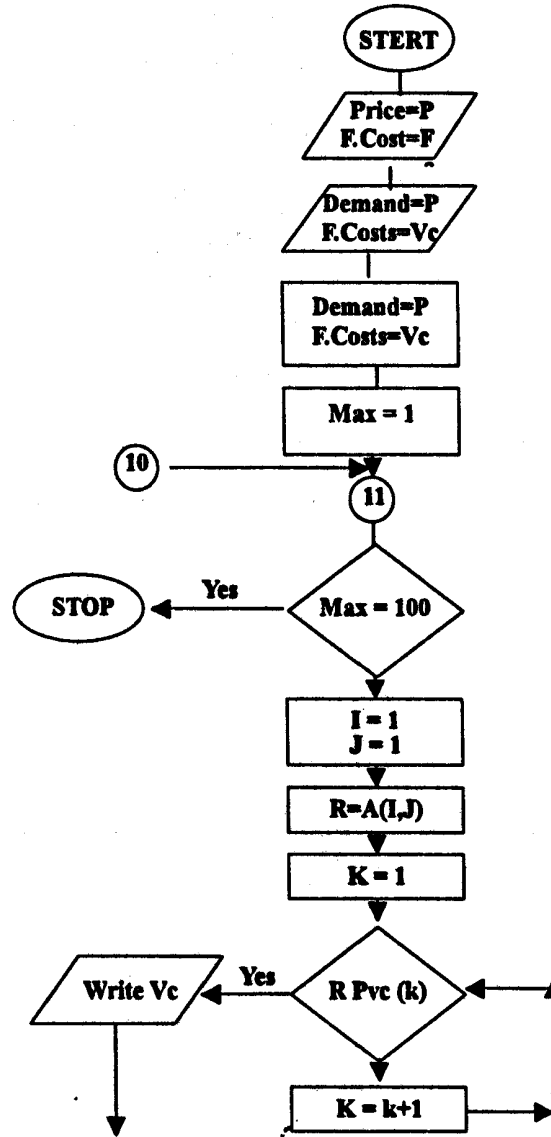 STERT
Price=P
F.Cost=F
Demand=P
F.Costs=Vc
Demand=P
F.Costs=Vc
Max = 1
10
11
Yes
STOP
Max = 100
I = 1
J = 1
R=A(I,J)
K = 1
Write Vc
Yes
R Pvc (k)
K = k+1